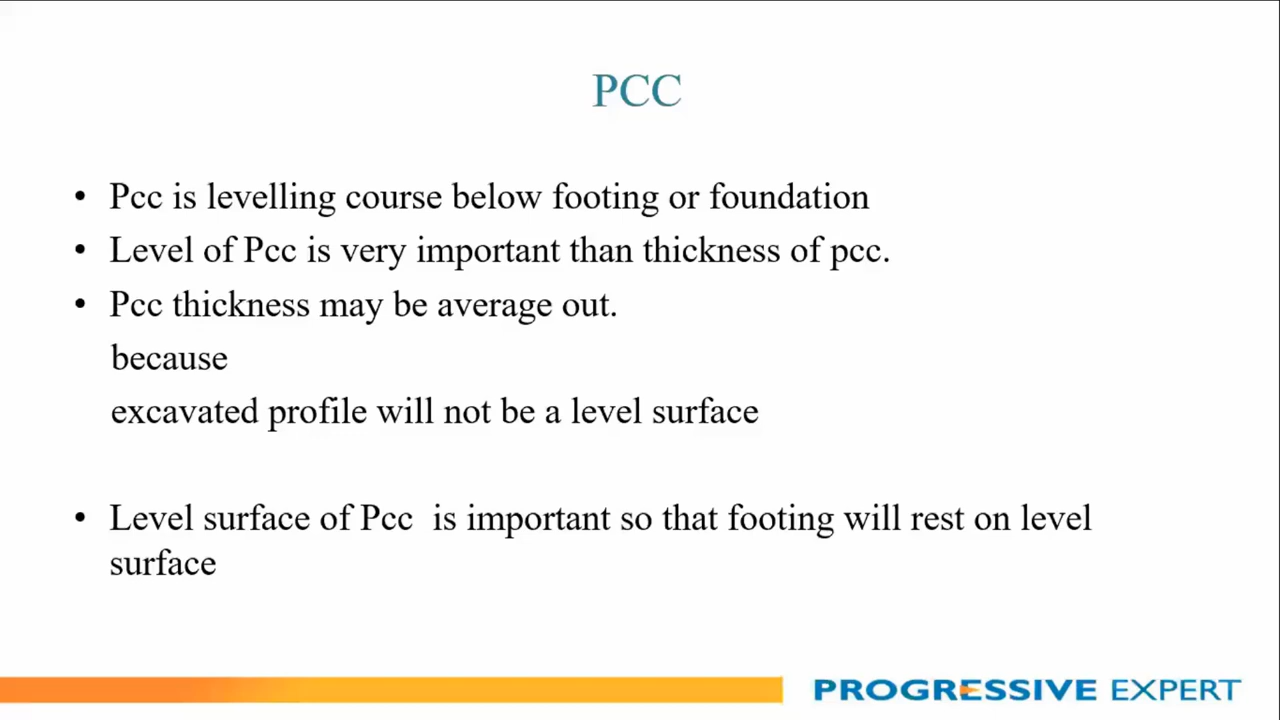 PCC
• Pcc is levelling course below footing or foundation
• Level of Pcc is very important than thickness of pcc.
• Pcc thickness may be average out.
because
excavated profile will not be a level surface
• Level surface of Pcc  is important so that footing will rest on level
surface
PROGRESSIVE EXPERT